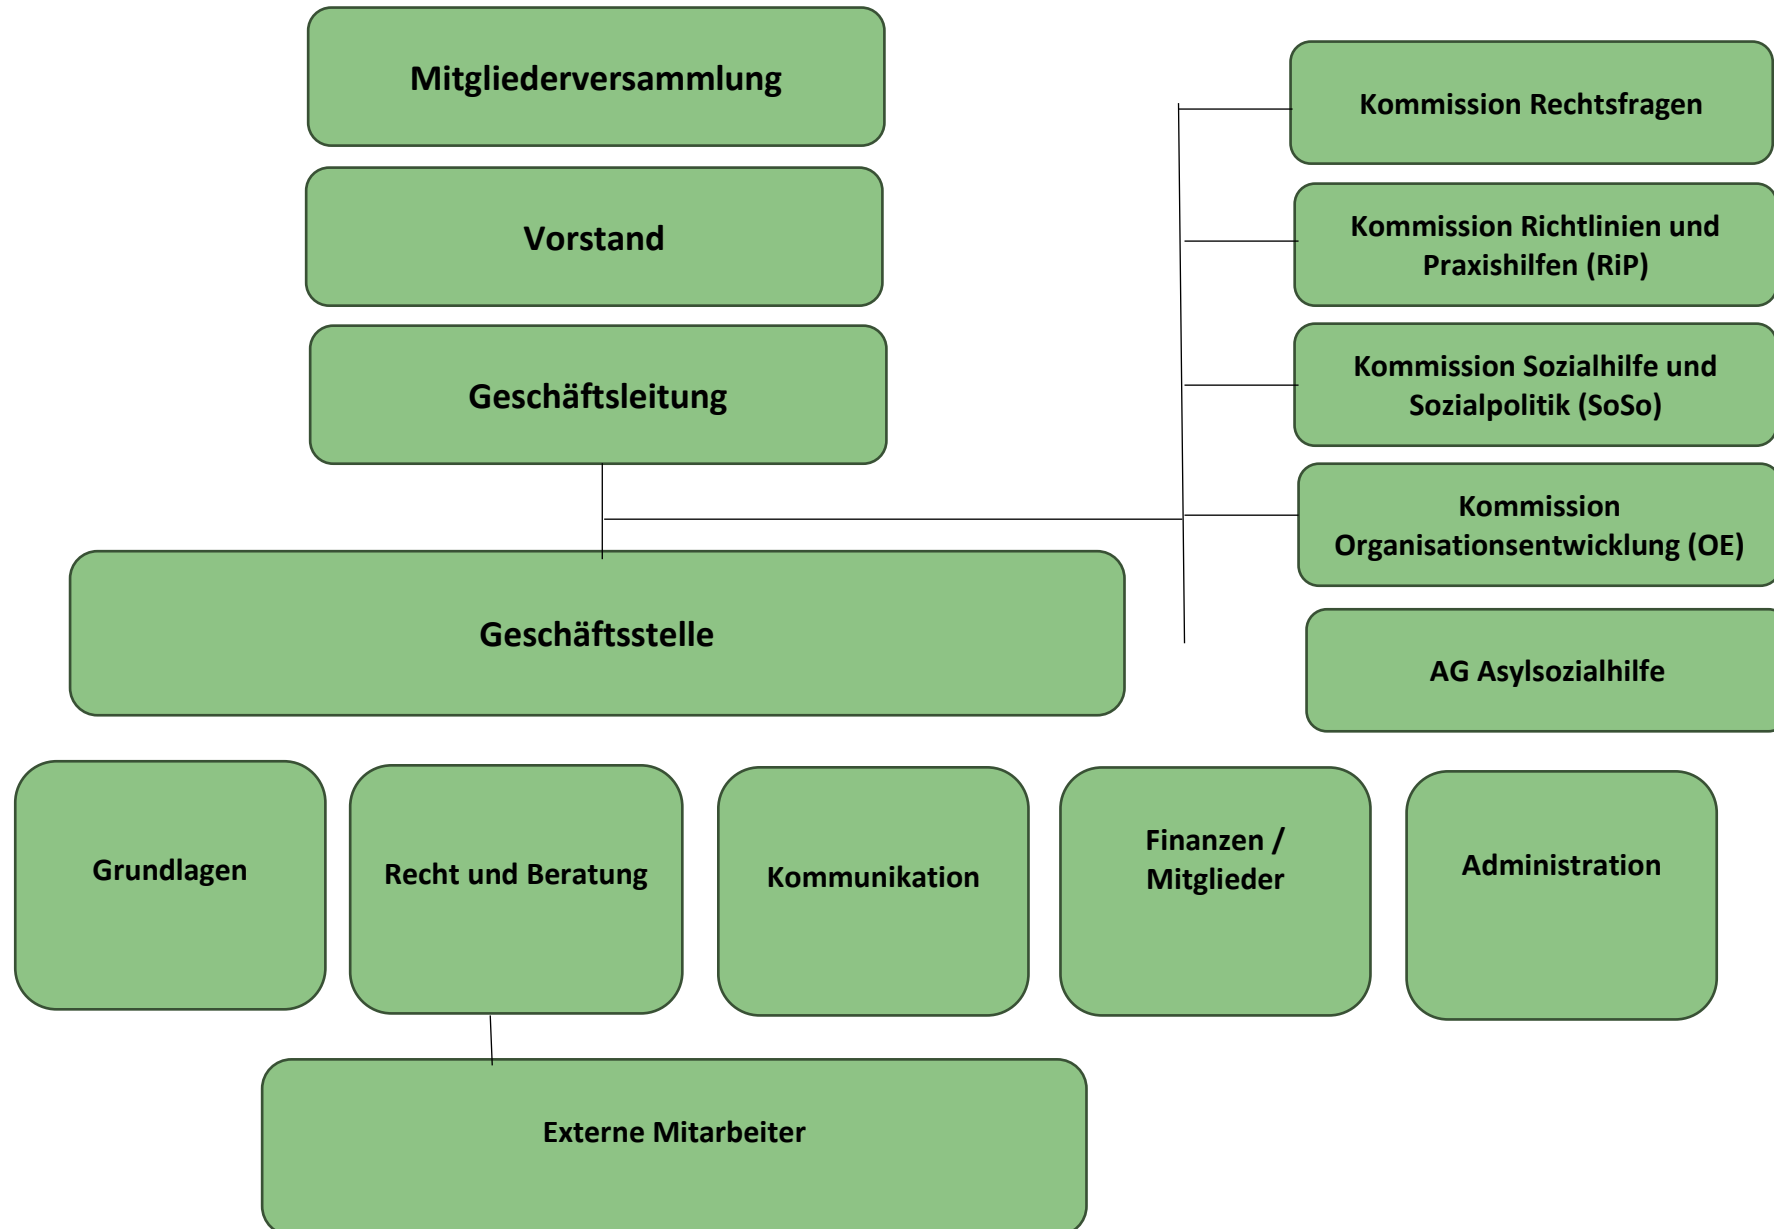 Mitgliederversammlung
Vorstand
Geschäftsleitung
Geschäftsstelle
Kommission Rechtsfragen
Kommission Richtlinien und
Praxishilfen (RiP)
Kommission Sozialhilfe und
Sozialpolitik (SoSo)
Kommission
Organisationsentwicklung (OE)
AG Asylsozialhilfe
Grundlagen
Recht und Beratung
Kommunikation
Finanzen /
Mitglieder
Administration
Externe Mitarbeiter